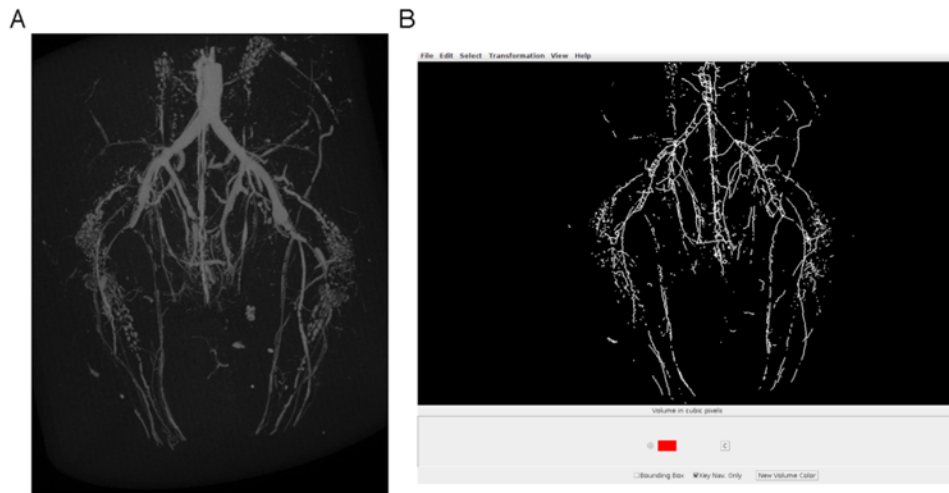 A
B
File Edit Select Transformation View Help
Volume in cubic pixels
C
Bounding Box Key Nav. Only New Volume Color